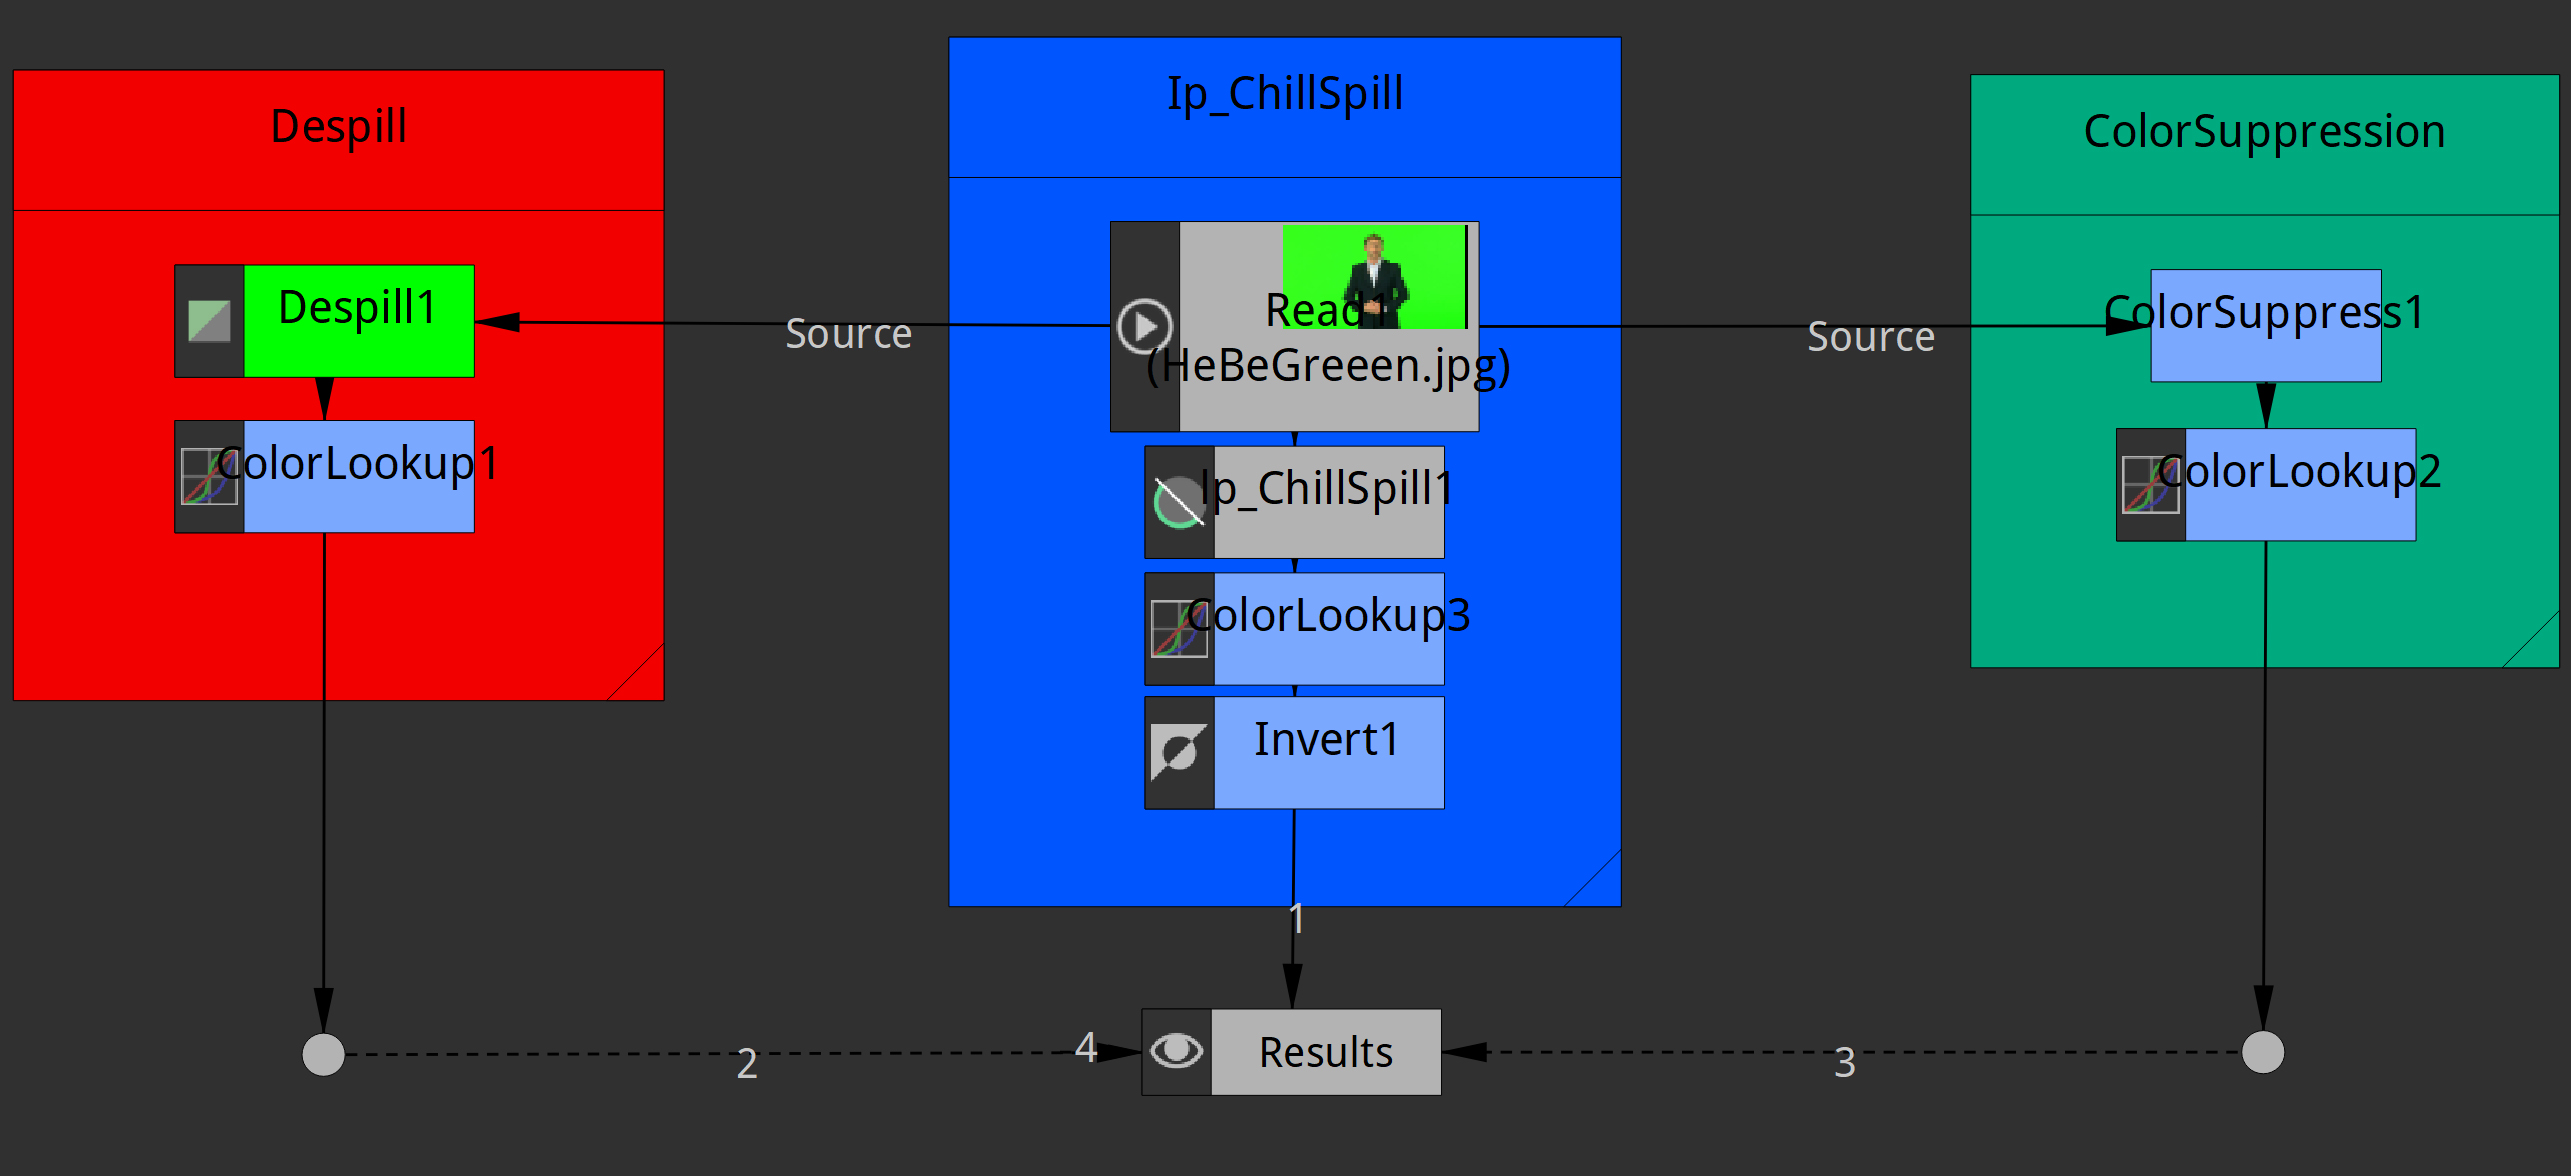 Despill
Ip_ChillSpill
ColorSuppression
Despill1
Source
Read1
(HeBeGreeen.jpg)
Source
ColorSuppress1
ColorLookup1
Ip_ChillSpill1
ColorLookup2
ColorLookup3
Invert1
1
2
4
Results
3